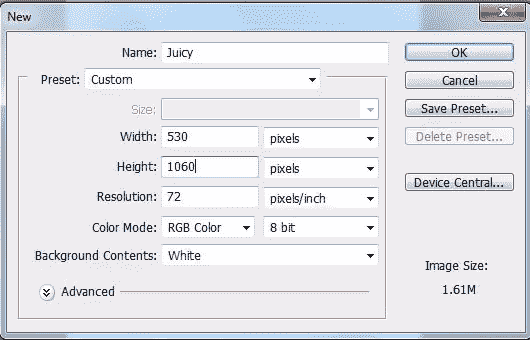 New
Name: Juicy
OK
Preset: Custom
Cancel
Size:
Save Preset...
Width: 530 pixels
Delete Preset...
Height: 1060 pixels
Device Central...
Resolution: 72 pixels/inch
Color Mode: RGB Color 8 bit
Background Contents: White
Image Size:
1.61M
Advanced